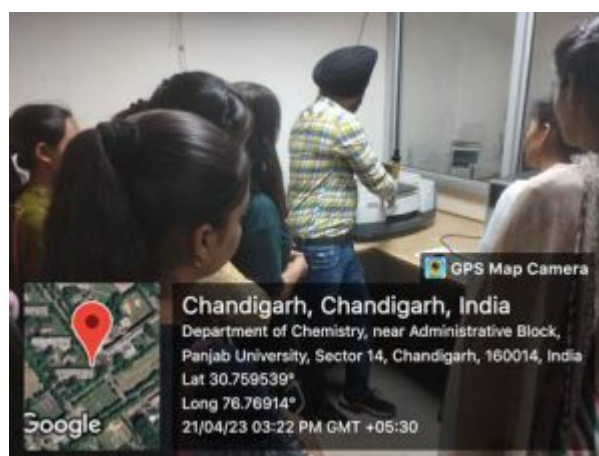 GPS Map Camera
Chandigarh, Chandigarh, India
Department of Chemistry, near Administrative Block,
Panjab University, Sector 14, Chandigarh, 160014, India
Lat 30.759539°
Long 76.76914°
21/04/23 03:22 PM GMT +05:30
Google